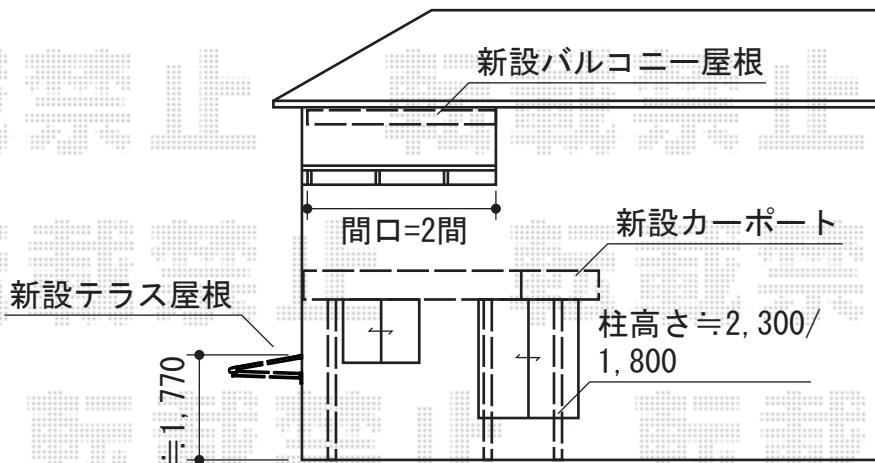 新設バルコニー屋根
間口=2間
新設カーポート
新設テラス屋根
柱高さ≒2,300/
1,800
≒1,770